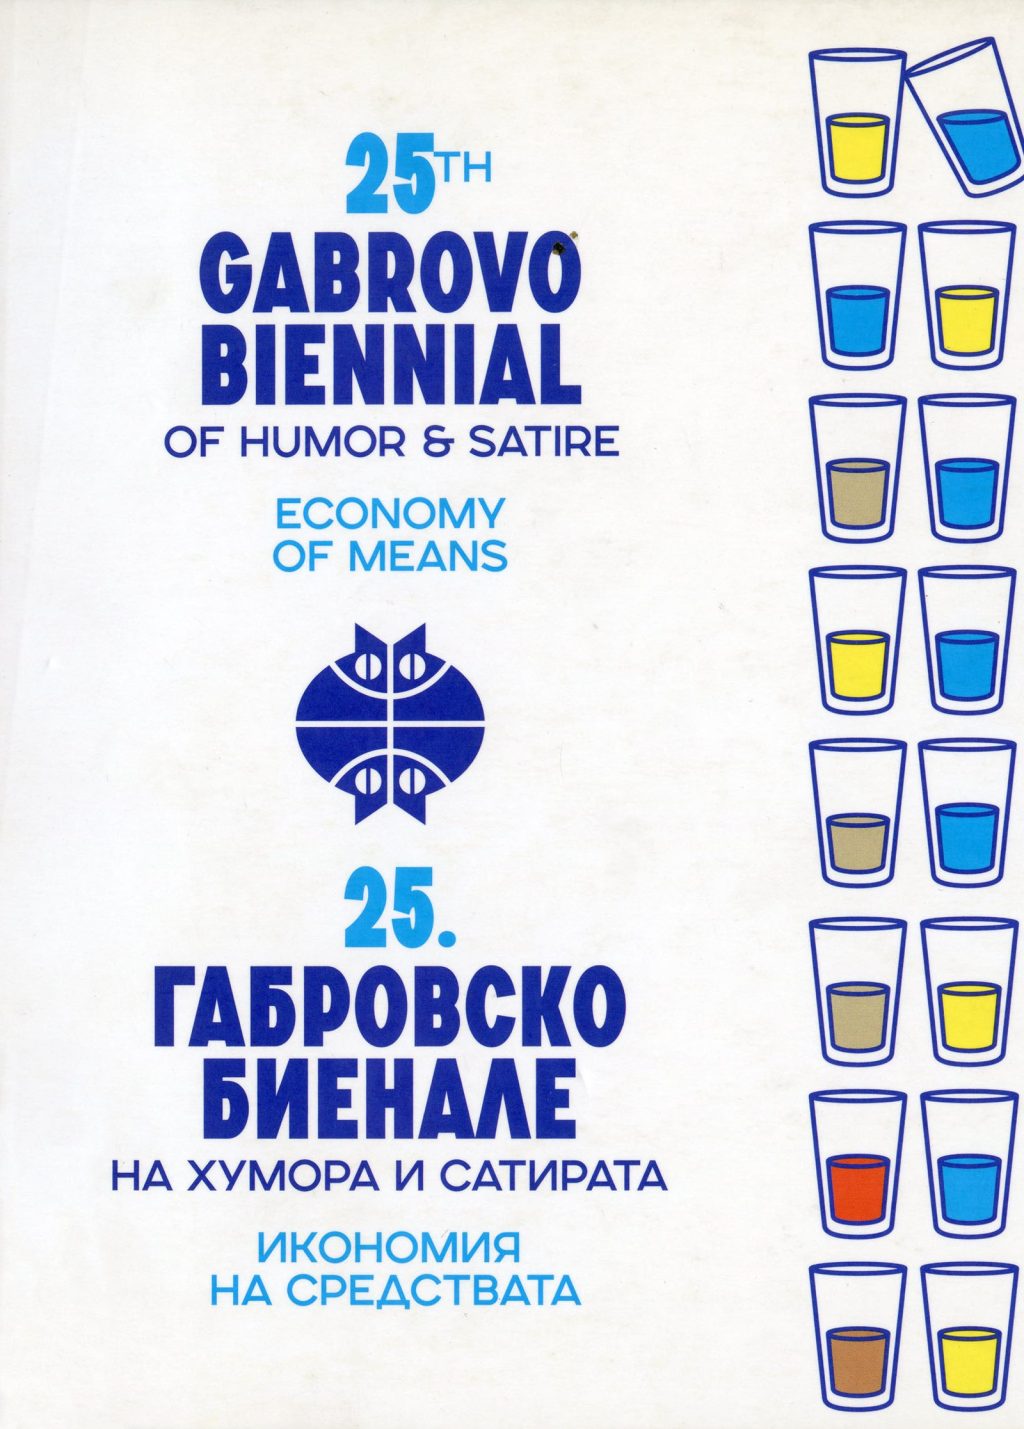 25TH
GABROVO
BIENNIAL
OF HUMOR & SATIRE
ECONOMY
OF MEANS
25.
ГАБРОВСКО
БИЕНАЛЕ
НА ХУМОРА И САТИРАТА
ИКОНОМИЯ
НА СРЕДСТВАТА